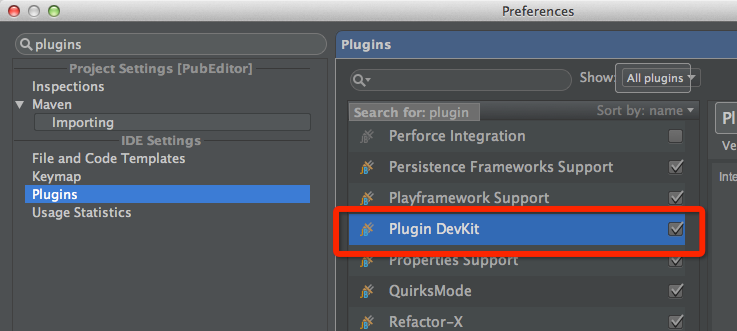 Preferences
plugins
Project Settings [PubEditor]
Inspections
Maven
Importing
IDE Settings
File and Code Templates
Keymap
Plugins
Usage Statistics
Plugins
Show: All plugins
Search for: plugin
Sort by: name
Perforce Integration
Persistence Frameworks Support
Playframework Support
Plugin DevKit
Properties Support
QuirksMode
Refactor-X
Pl
Ve
Inte